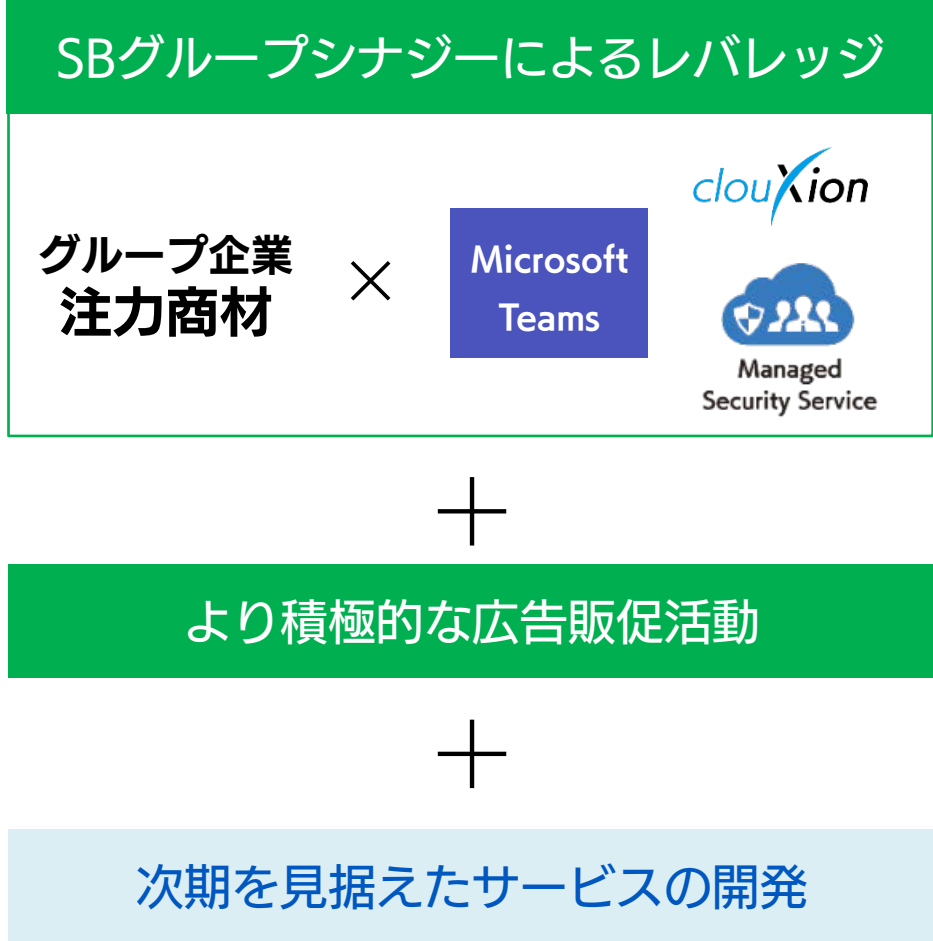 SBグループシナジーによるレバレッジ
グループ企業
注力商材
×
Microsoft
Teams
clouXion
Managed
Security Service
+
より積極的な広告販促活動
+
次期を見据えたサービスの開発